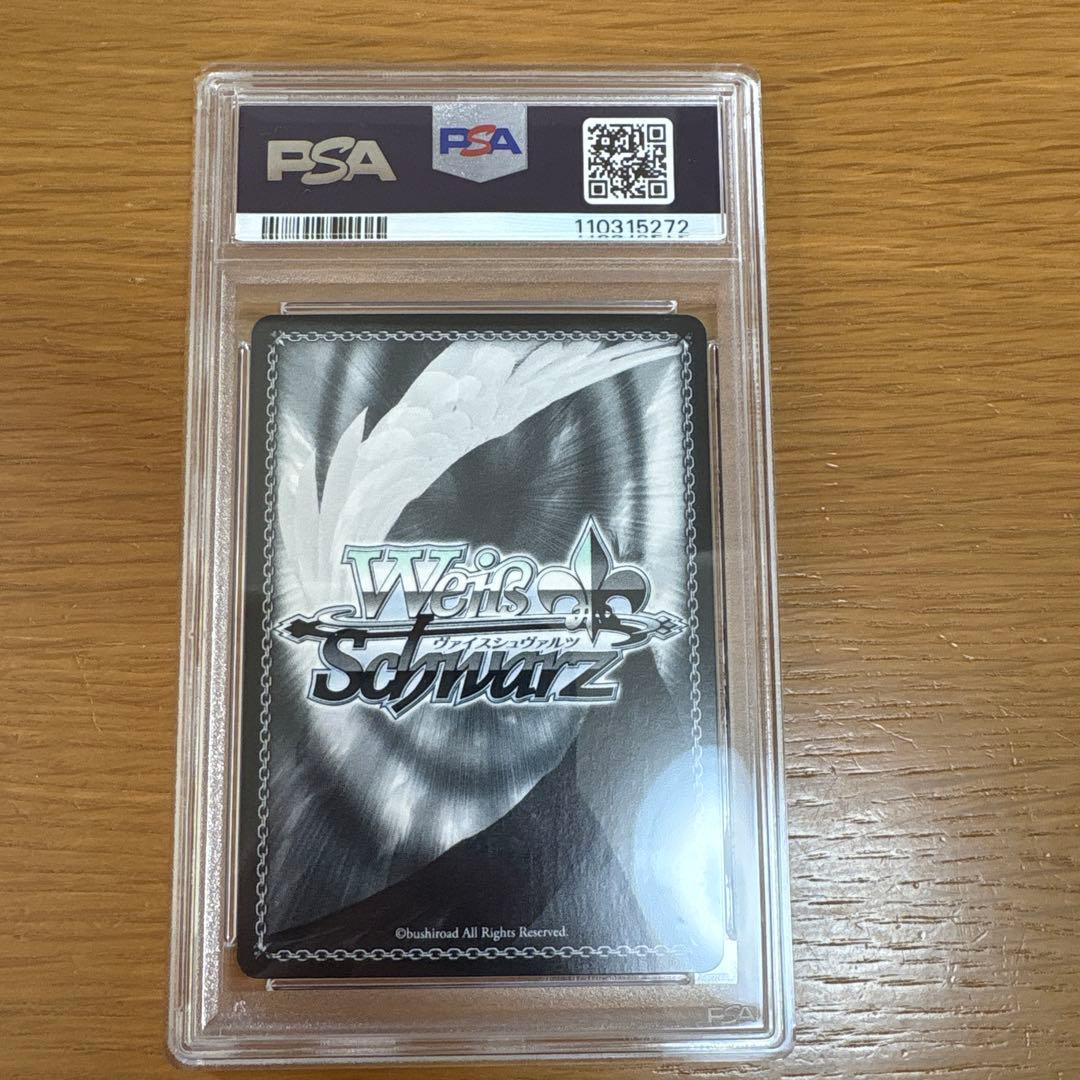 PSA
PSA
110315272
Weiß
ヴァイスシュヴァルツ
Schwarz
©bushiroad All Rights Reserved.
PSA